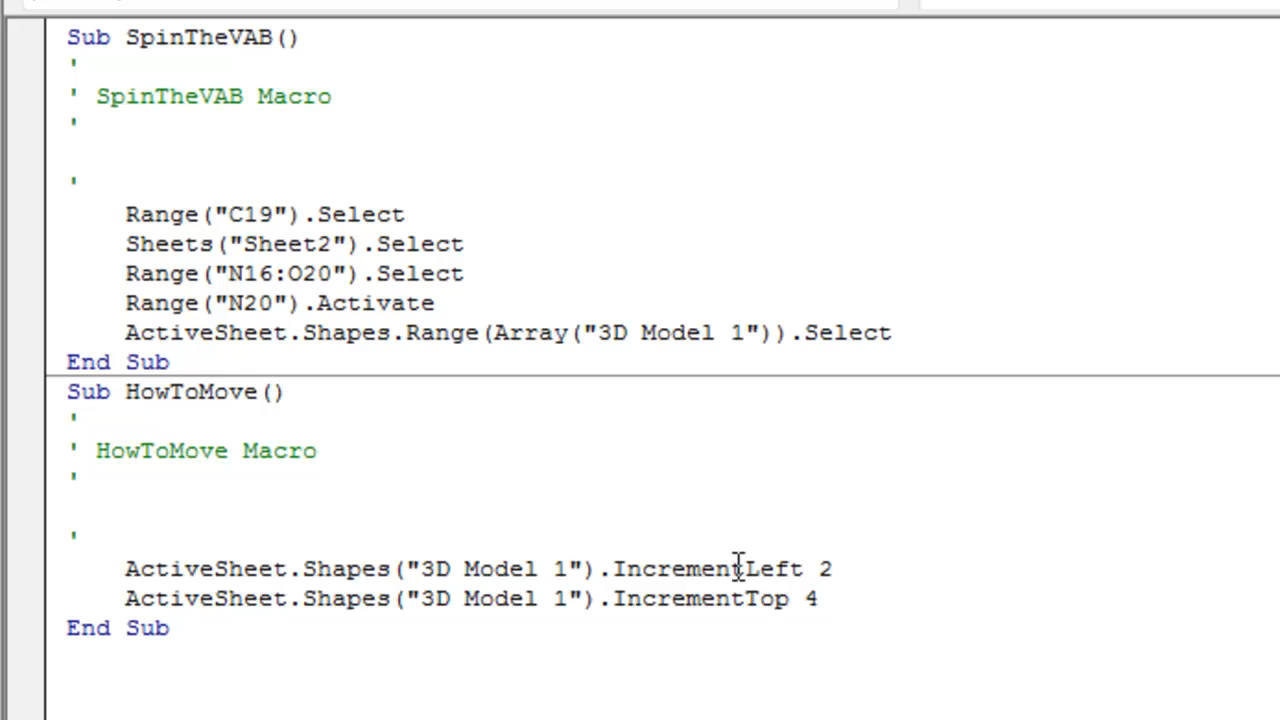 Sub SpinTheVAB()
'
' SpinTheVAB Macro
'
'
Range("C19").Select
Sheets("Sheet2").Select
Range("N16:O20").Select
Range("N20").Activate
ActiveSheet.Shapes.Range(Array("3D Model 1")).Select
End Sub
Sub HowToMove()
'
' HowToMove Macro
'
'
ActiveSheet.Shapes("3D Model 1").IncrementLeft 2
ActiveSheet.Shapes("3D Model 1").IncrementTop 4
End Sub